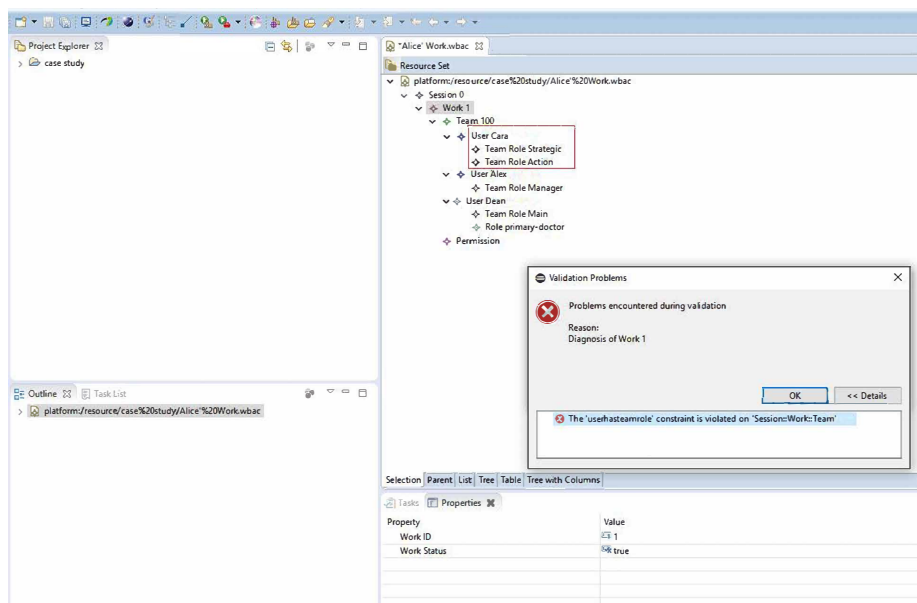 Project Explorer
case study
*Alice' Work.wbac
Resource Set
platform:/resource/case%20study/Alice'%20Work.wbac
Session 0
Work 1
Team 100
User Cara
Team Role Strategic
Team Role Action
User Alex
Team Role Manager
User Dean
Team Role Main
Role primary-doctor
Permission
Validation Problems
Problems encountered during validation
Reason:
Diagnosis of Work 1
OK << Details
The 'userhasteamrole' constraint is violated on 'Session::Work::Team'
Outline Task List
platform:/resource/case%20study/Alice'%20Work.wbac
Selection Parent List Tree Table Tree with Columns
Tasks Properties
Property Value
Work ID 1
Work Status true